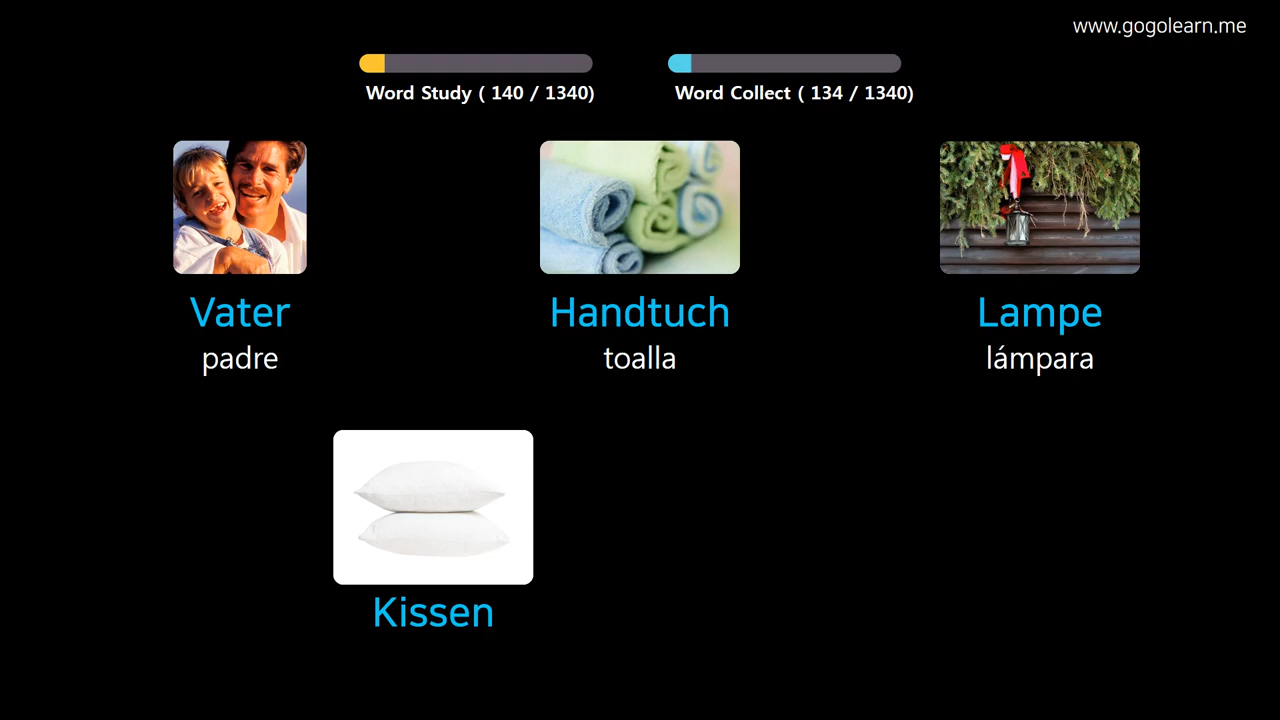 www.gogolearn.me
Word Study ( 140 / 1340)
Word Collect ( 134 / 1340)
Vater
padre
Handtuch
toalla
Lampe
lámpara
Kissen